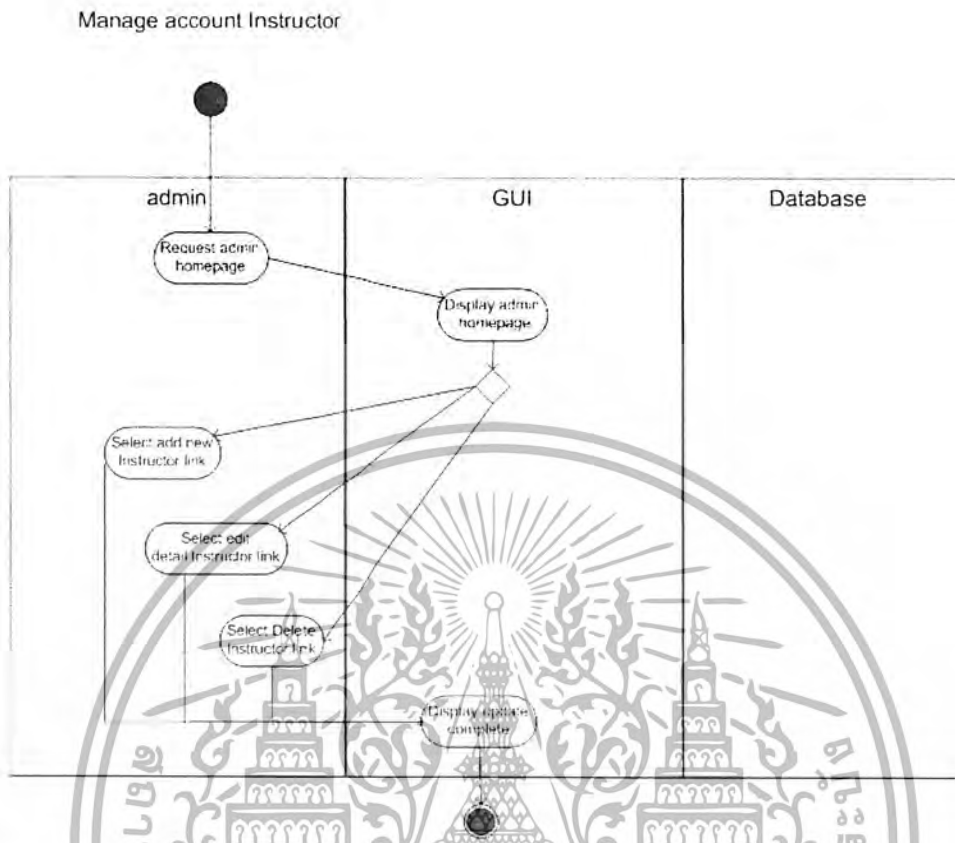 Manage account Instructor
admin
GUI
Database
Request admin
homepage
Display admin
homepage
Select add new
Instructor link
Select edit
detail Instructor link
Select Delete
Instructor link
Display update
complete